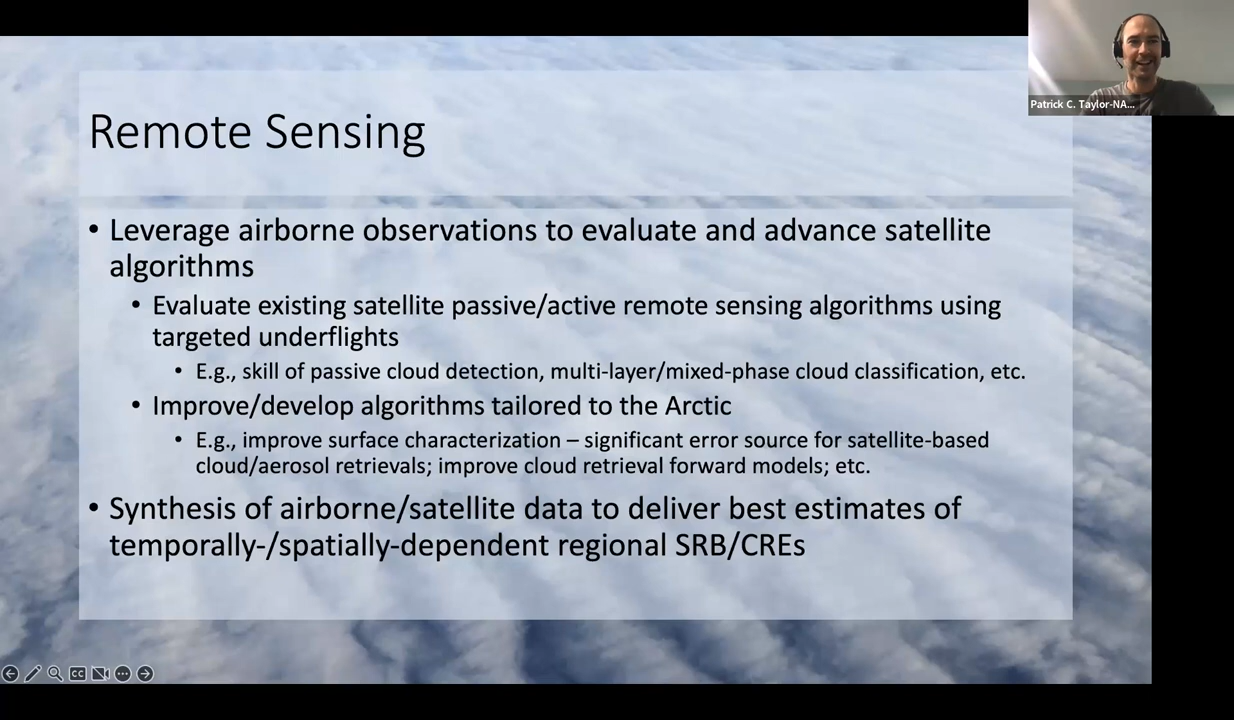 Patrick C. Taylor-NA...
Remote Sensing
• Leverage airborne observations to evaluate and advance satellite
algorithms
• Evaluate existing satellite passive/active remote sensing algorithms using
targeted underflights
• E.g., skill of passive cloud detection, multi-layer/mixed-phase cloud classification, etc.
• Improve/develop algorithms tailored to the Arctic
• E.g., improve surface characterization – significant error source for satellite-based
cloud/aerosol retrievals; improve cloud retrieval forward models; etc.
• Synthesis of airborne/satellite data to deliver best estimates of
temporally-/spatially-dependent regional SRB/CREs
CC